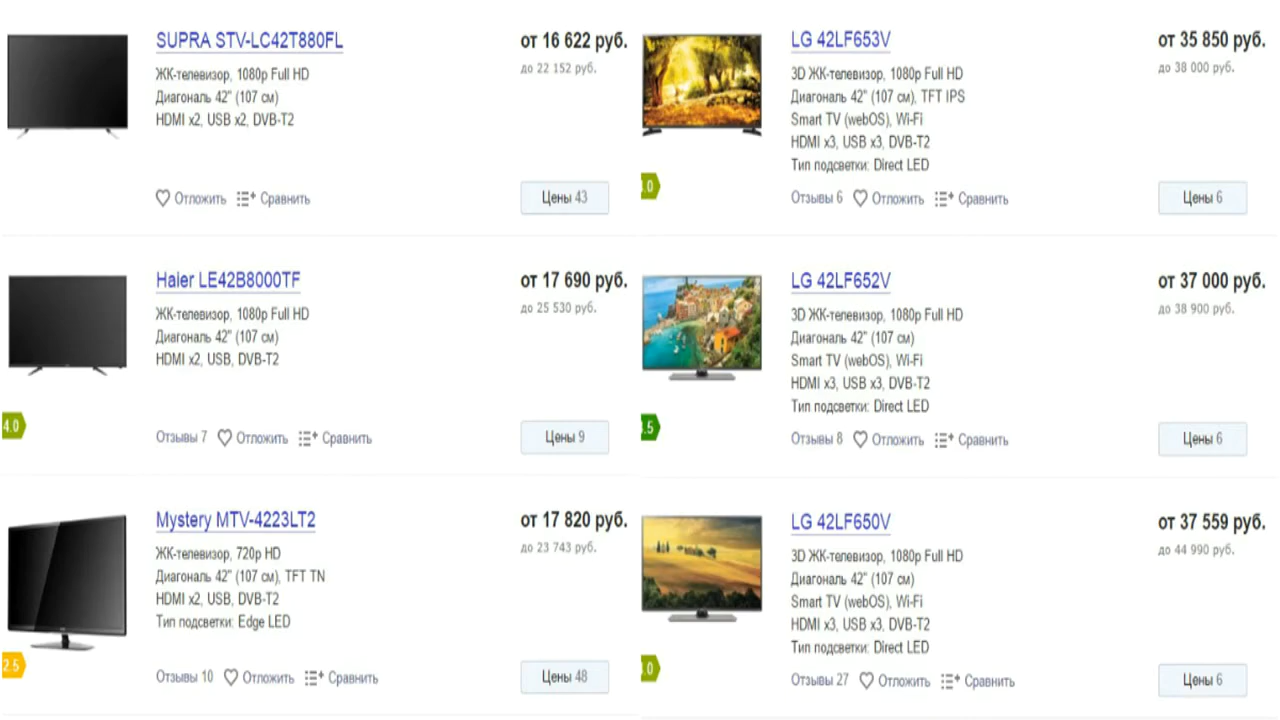 SUPRA STV-LC42T880FL
от 16 622 руб.
до 22 152 руб.
ЖК-телевизор, 1080p Full HD
Диагональ 42" (107 см)
HDMI x2, USB x2, DVB-T2
Отложить Сравнить
Цены 43
Haier LE42B8000TF
от 17 690 руб.
до 25 530 руб.
ЖК-телевизор, 1080p Full HD
Диагональ 42" (107 см)
HDMI x2, USB, DVB-T2
4.0
Отзывы 7 Отложить Сравнить
Цены 9
Mystery MTV-4223LT2
от 17 820 руб.
до 23 743 руб.
ЖК-телевизор, 720p HD
Диагональ 42" (107 см), TFT TN
HDMI x2, USB, DVB-T2
Тип подсветки: Edge LED
2.5
Отзывы 10 Отложить Сравнить
Цены 48
LG 42LF653V
от 35 850 руб.
до 38 000 руб.
3D ЖК-телевизор, 1080p Full HD
Диагональ 42" (107 см), TFT IPS
Smart TV (webOS), Wi-Fi
HDMI x3, USB x3, DVB-T2
Тип подсветки: Direct LED
.0
Отзывы 6 Отложить Сравнить
Цены 6
LG 42LF652V
от 37 000 руб.
до 38 900 руб.
3D ЖК-телевизор, 1080p Full HD
Диагональ 42" (107 см)
Smart TV (webOS), Wi-Fi
HDMI x3, USB x3, DVB-T2
Тип подсветки: Direct LED
.5
Отзывы 8 Отложить Сравнить
Цены 6
LG 42LF650V
от 37 559 руб.
до 44 990 руб.
3D ЖК-телевизор, 1080p Full HD
Диагональ 42" (107 см)
Smart TV (webOS), Wi-Fi
HDMI x3, USB x3, DVB-T2
Тип подсветки: Direct LED
.0
Отзывы 27 Отложить Сравнить
Цены 6